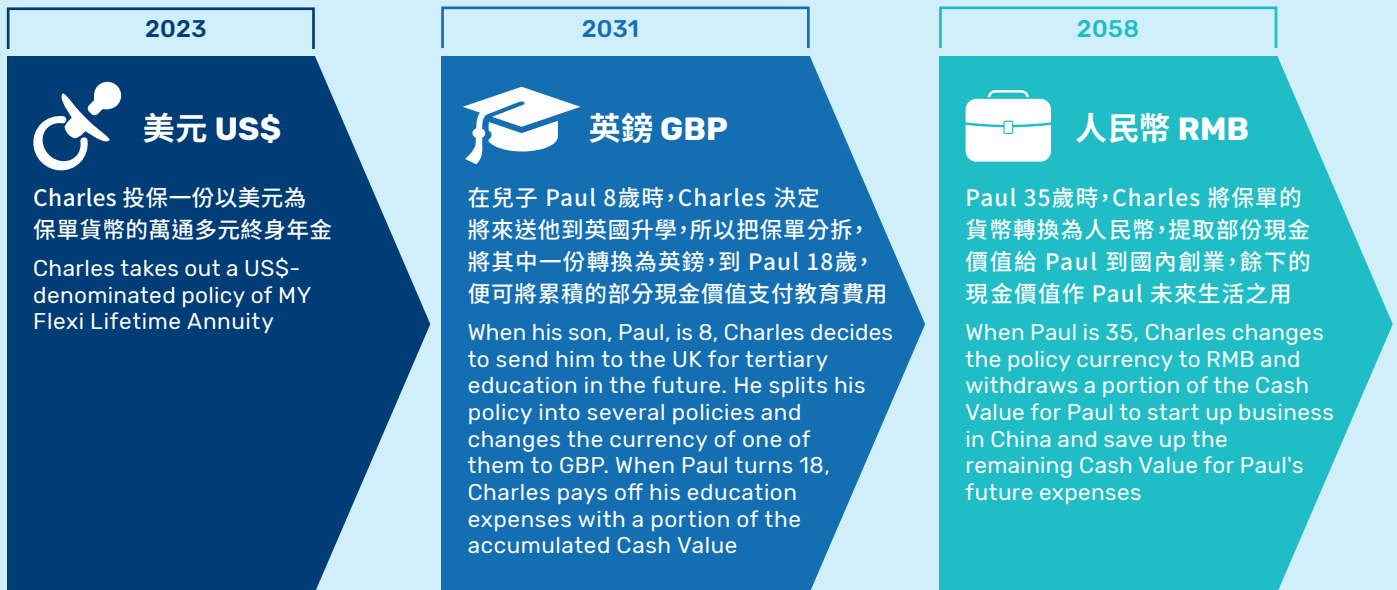 2023
美元 US$
Charles 投保一份以美元為
保單貨幣的萬通多元終身年金
Charles takes out a US$-
denominated policy of MY
Flexi Lifetime Annuity
2031
英鎊 GBP
在兒子 Paul 8歲時，Charles 決定
將來送他到英國升學，所以把保單分拆，
將其中一份轉換為英鎊，到 Paul 18歲，
便可將累積的部分現金價值支付教育費用
When his son, Paul, is 8, Charles decides
to send him to the UK for tertiary
education in the future. He splits his
policy into several policies and
changes the currency of one of
them to GBP. When Paul turns 18,
Charles pays off his education
expenses with a portion of the
accumulated Cash Value
2058
人民幣 RMB
Paul 35歲時，Charles 將保單的
貨幣轉換為人民幣，提取部份現金
價值給 Paul 到國內創業，餘下的
現金價值作 Paul 未來生活之用
When Paul is 35, Charles changes
the policy currency to RMB and
withdraws a portion of the Cash
Value for Paul to start up business
in China and save up the
remaining Cash Value for Paul's
future expenses